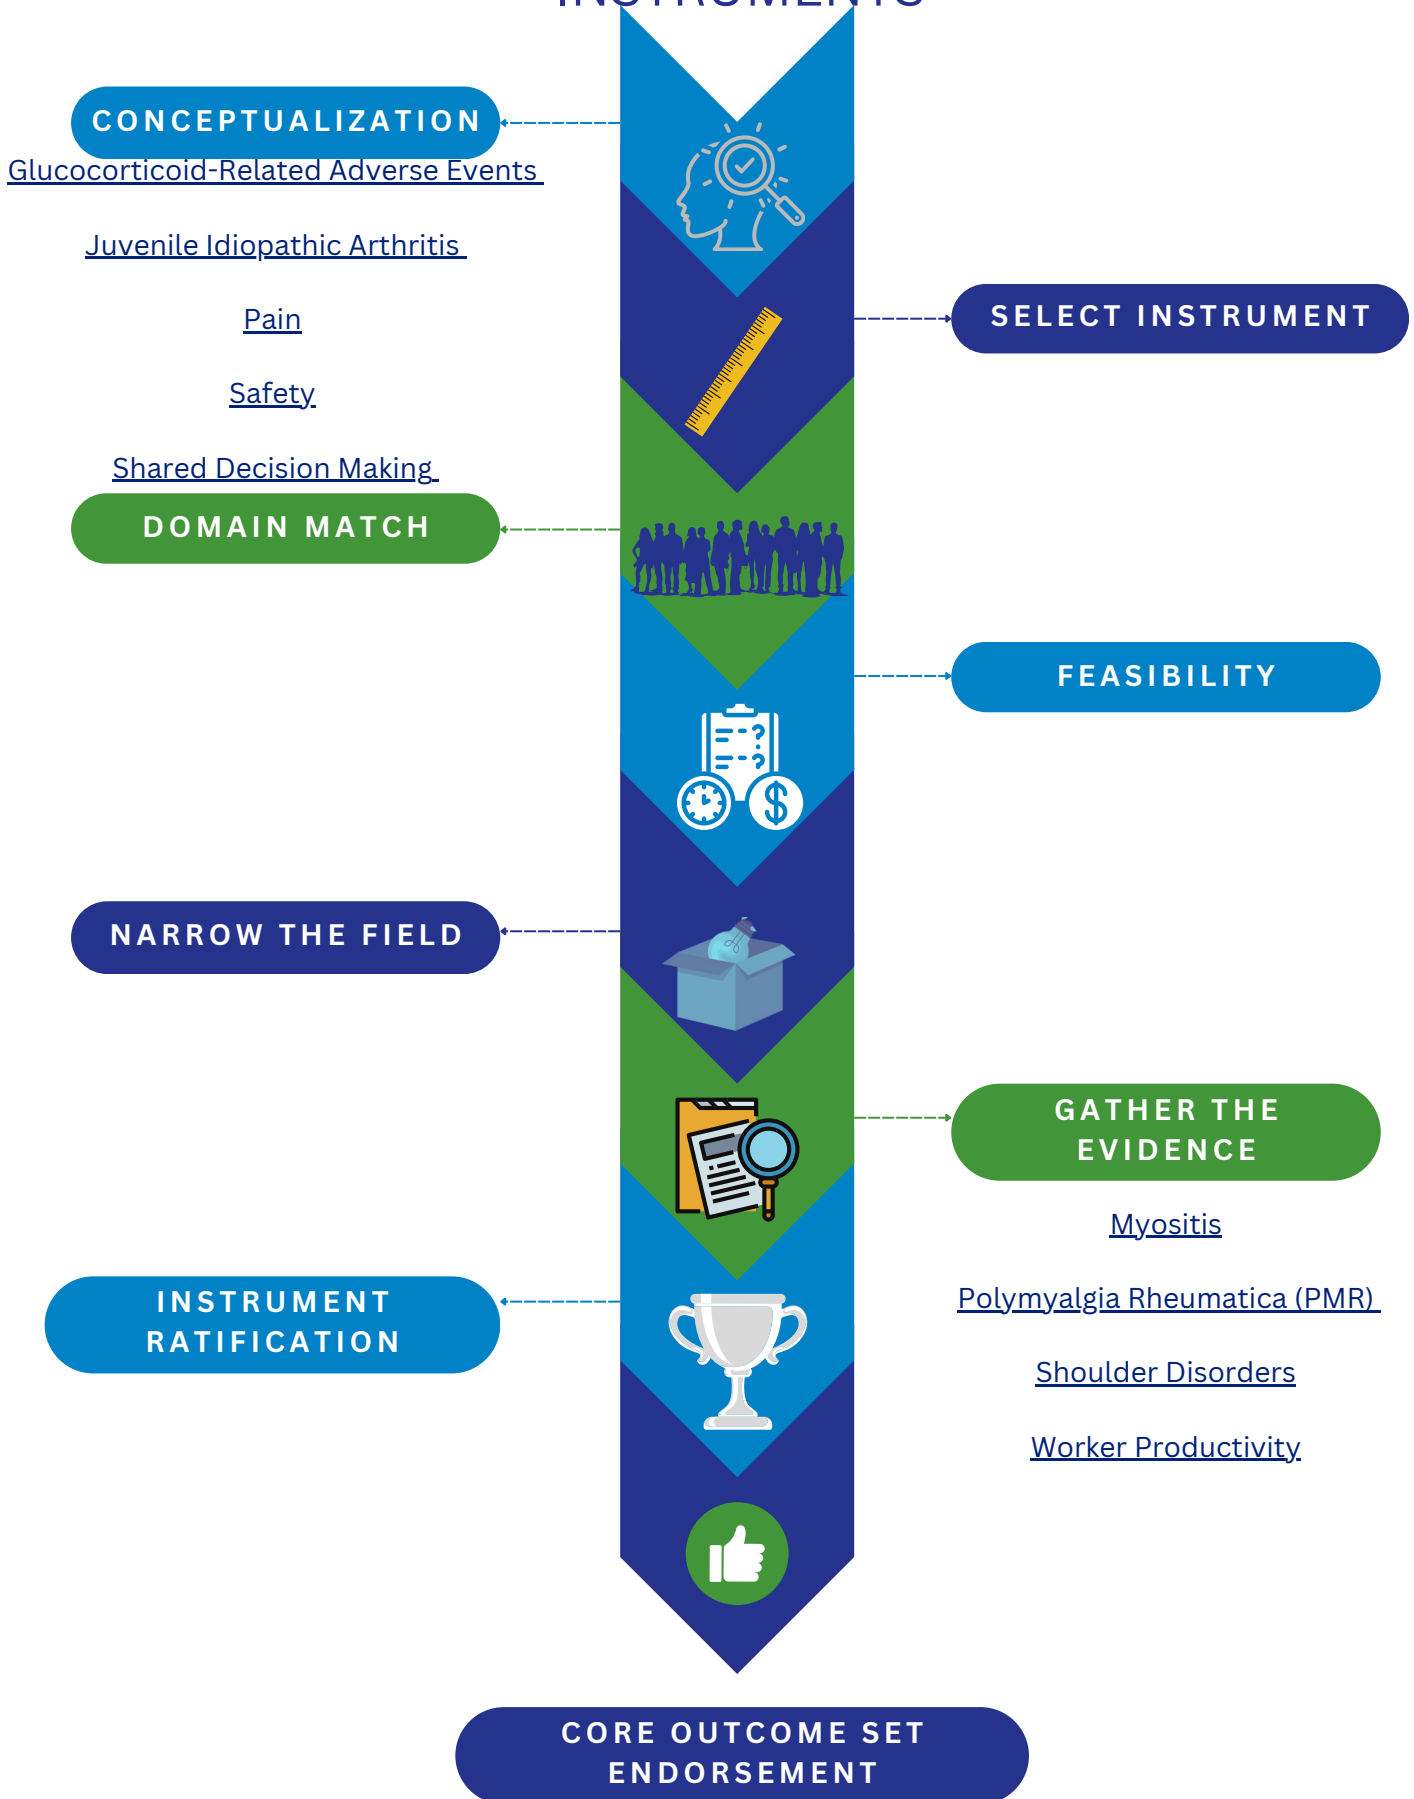 INSTRUMENTS
CONCEPTUALIZATION
Glucocorticoid-Related Adverse Events
Juvenile Idiopathic Arthritis
Pain
Safety
Shared Decision Making
SELECT INSTRUMENT
DOMAIN MATCH
FEASIBILITY
NARROW THE FIELD
GATHER THE
EVIDENCE
Myositis
Polymyalgia Rheumatica (PMR)
Shoulder Disorders
Worker Productivity
INSTRUMENT
RATIFICATION
CORE OUTCOME SET
ENDORSEMENT